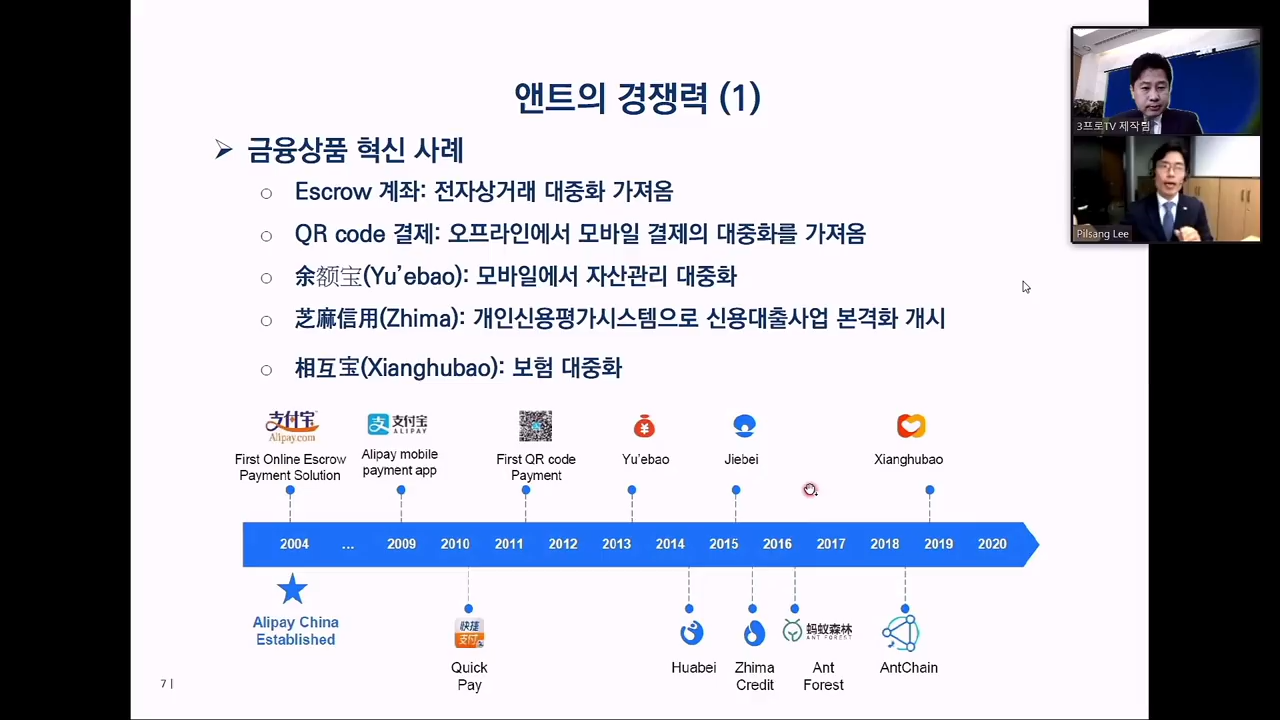 앤트의 경쟁력 (1)
➢ 금융상품 혁신 사례
○ Escrow 계좌: 전자상거래 대중화 가져옴
○ QR code 결제: 오프라인에서 모바일 결제의 대중화를 가져옴
○ 余额宝(Yu’ebao): 모바일에서 자산관리 대중화
○ 芝麻信用(Zhima): 개인신용평가시스템으로 신용대출사업 본격화 개시
○ 相互宝(Xianghubao): 보험 대중화
3프로TV 제작팀
Pilsang Lee
支付宝
Alipay.com
First Online Escrow
Payment Solution
支 支付宝
ALIPAY
Alipay mobile
payment app
First QR code
Payment
¥
Yu’ebao
Jiebei
Xianghubao
2004 ... 2009 2010 2011 2012 2013 2014 2015 2016 2017 2018 2019 2020
Alipay China
Established
快捷
支付
Quick
Pay
Huabei
Zhima
Credit
蚂蚁森林
ANT FOREST
Ant
Forest
AntChain
7 |